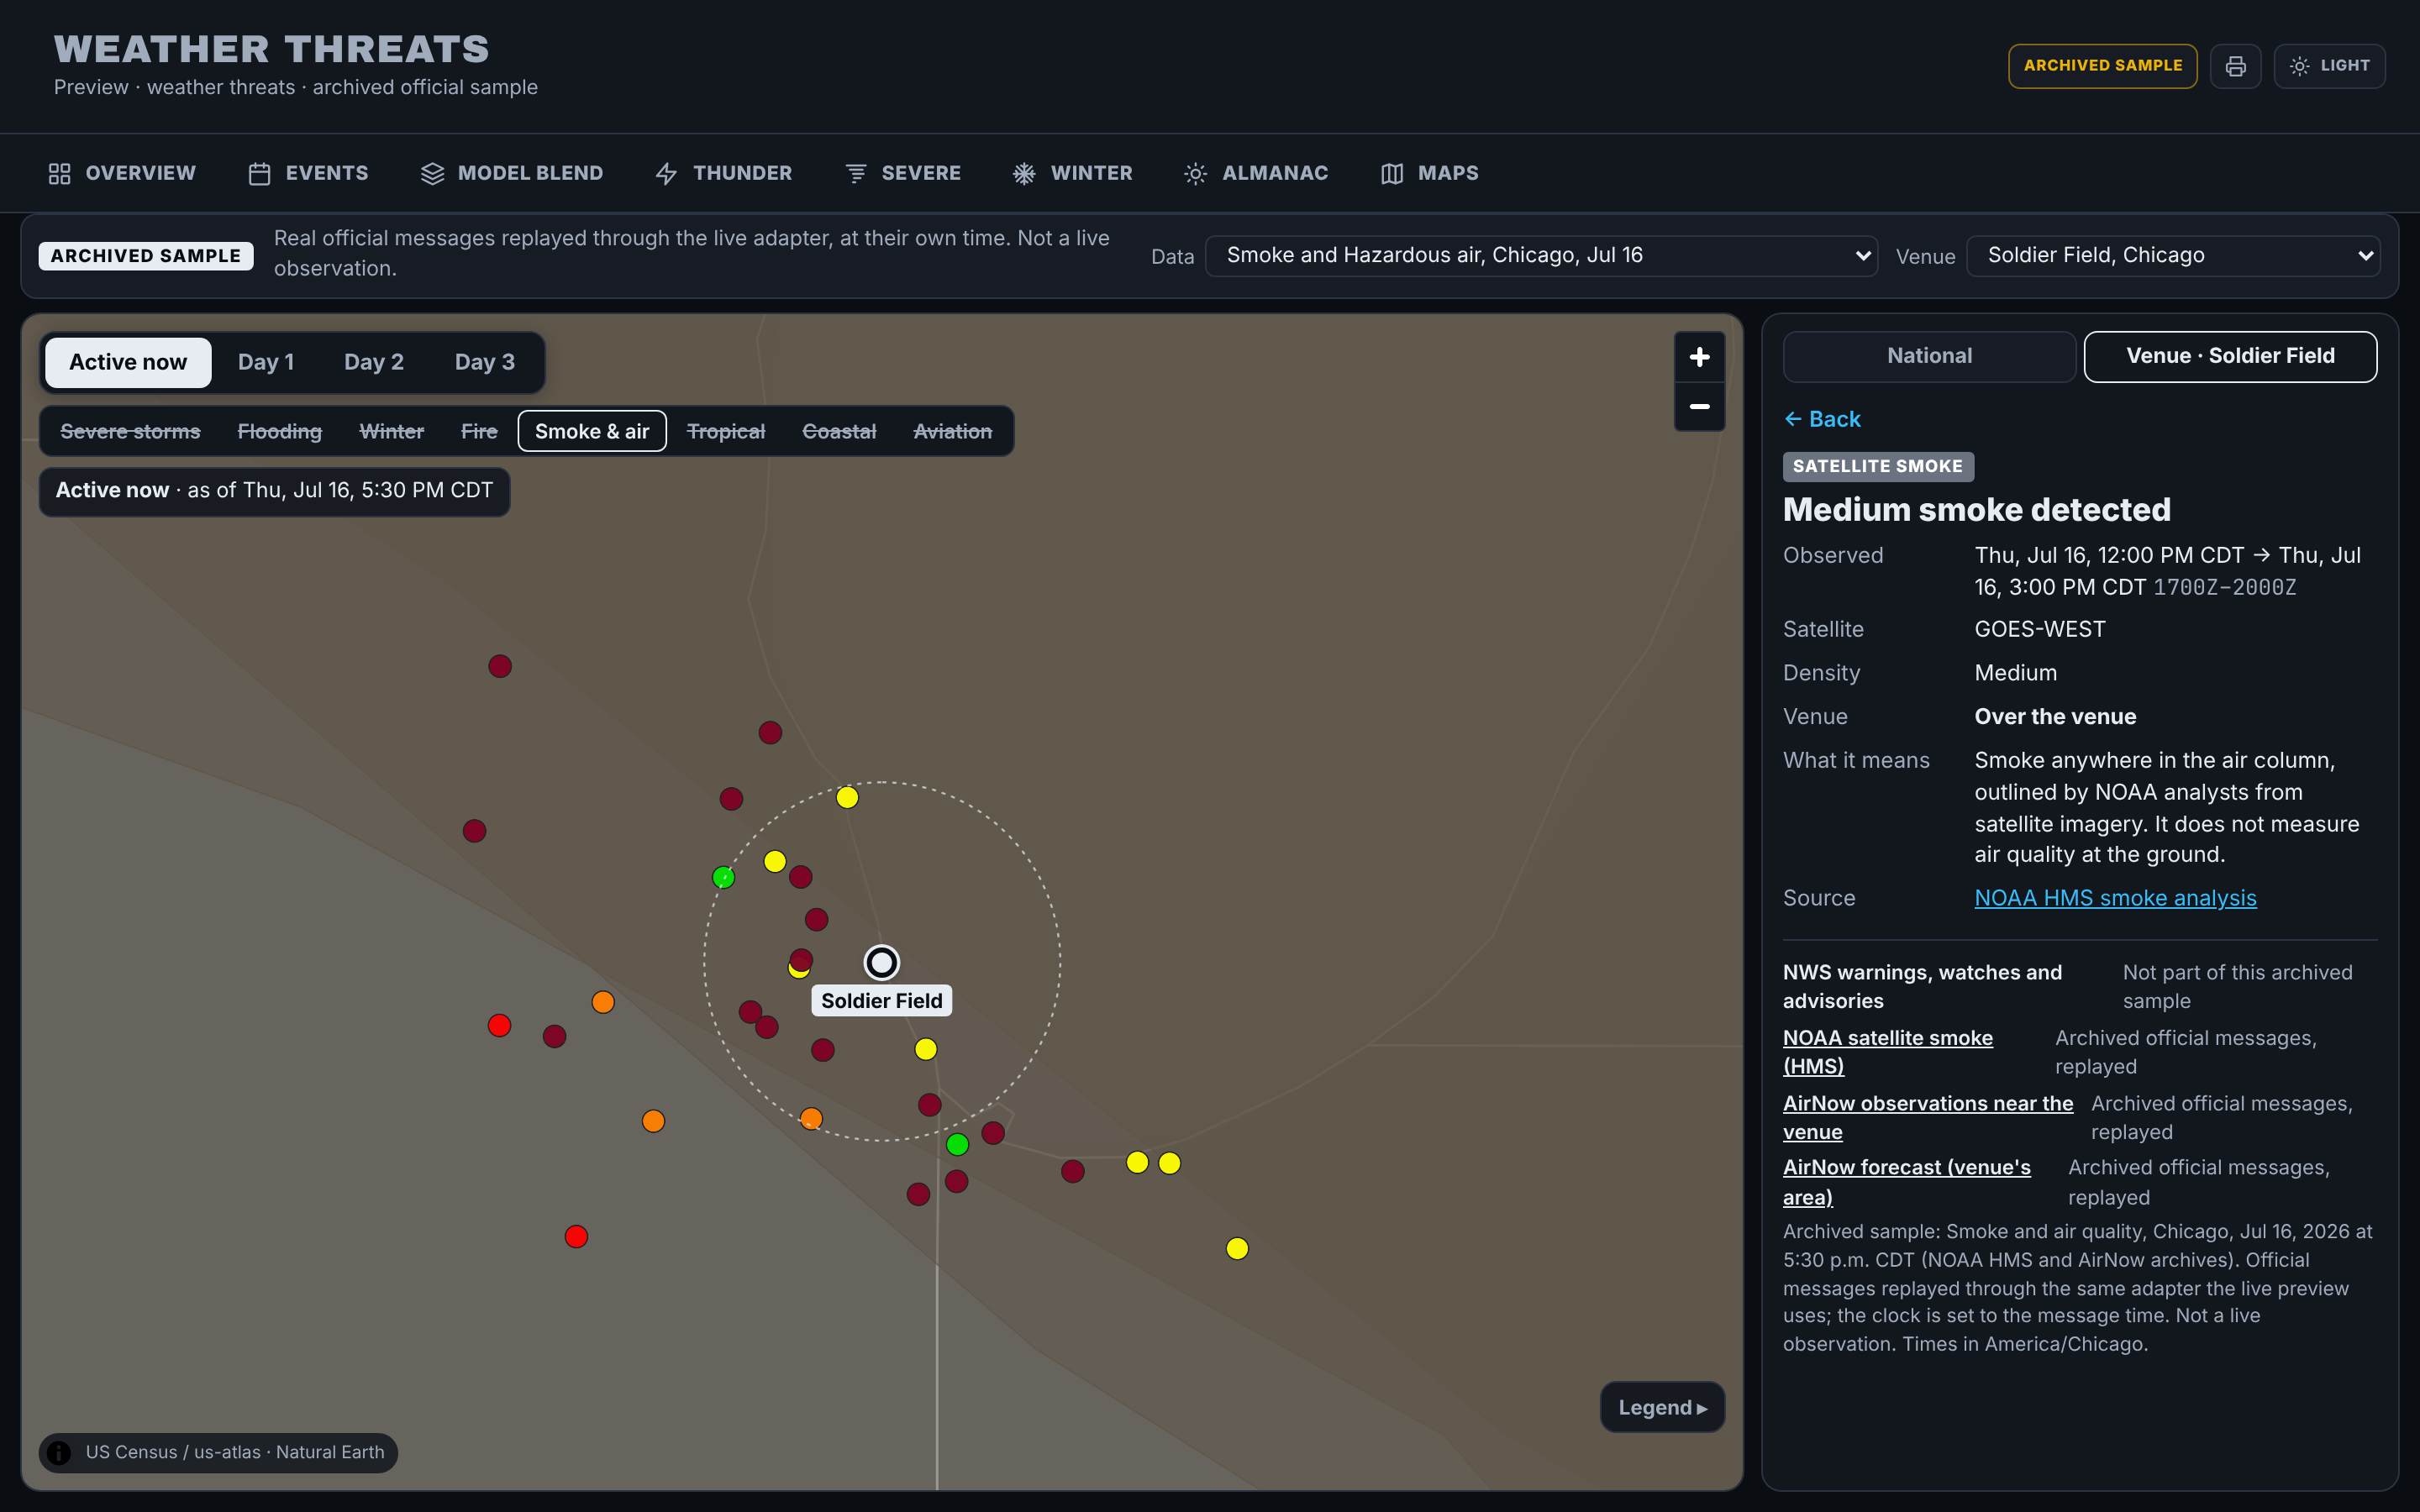 WEATHER THREATS
Preview · weather threats · archived official sample
ARCHIVED SAMPLE
LIGHT
OVERVIEW
EVENTS
MODEL BLEND
THUNDER
SEVERE
WINTER
ALMANAC
MAPS
ARCHIVED SAMPLE
Real official messages replayed through the live adapter, at their own time. Not a live
observation.
Data
Smoke and Hazardous air, Chicago, Jul 16
Venue
Soldier Field, Chicago
Active now
Day 1
Day 2
Day 3
Severe storms
Flooding
Winter
Fire
Smoke & air
Tropical
Coastal
Aviation
Active now · as of Thu, Jul 16, 5:30 PM CDT
+
−
Soldier Field
Legend ▸
US Census / us-atlas · Natural Earth
National
Venue · Soldier Field
← Back
SATELLITE SMOKE
Medium smoke detected
Observed
Thu, Jul 16, 12:00 PM CDT → Thu, Jul
16, 3:00 PM CDT 1700Z–2000Z
Satellite
GOES-WEST
Density
Medium
Venue
Over the venue
What it means
Smoke anywhere in the air column,
outlined by NOAA analysts from
satellite imagery. It does not measure
air quality at the ground.
Source
NOAA HMS smoke analysis
NWS warnings, watches and
advisories
Not part of this archived
sample
NOAA satellite smoke
(HMS)
Archived official messages,
replayed
AirNow observations near the
venue
Archived official messages,
replayed
AirNow forecast (venue's
area)
Archived official messages,
replayed
Archived sample: Smoke and air quality, Chicago, Jul 16, 2026 at
5:30 p.m. CDT (NOAA HMS and AirNow archives). Official
messages replayed through the same adapter the live preview
uses; the clock is set to the message time. Not a live
observation. Times in America/Chicago.